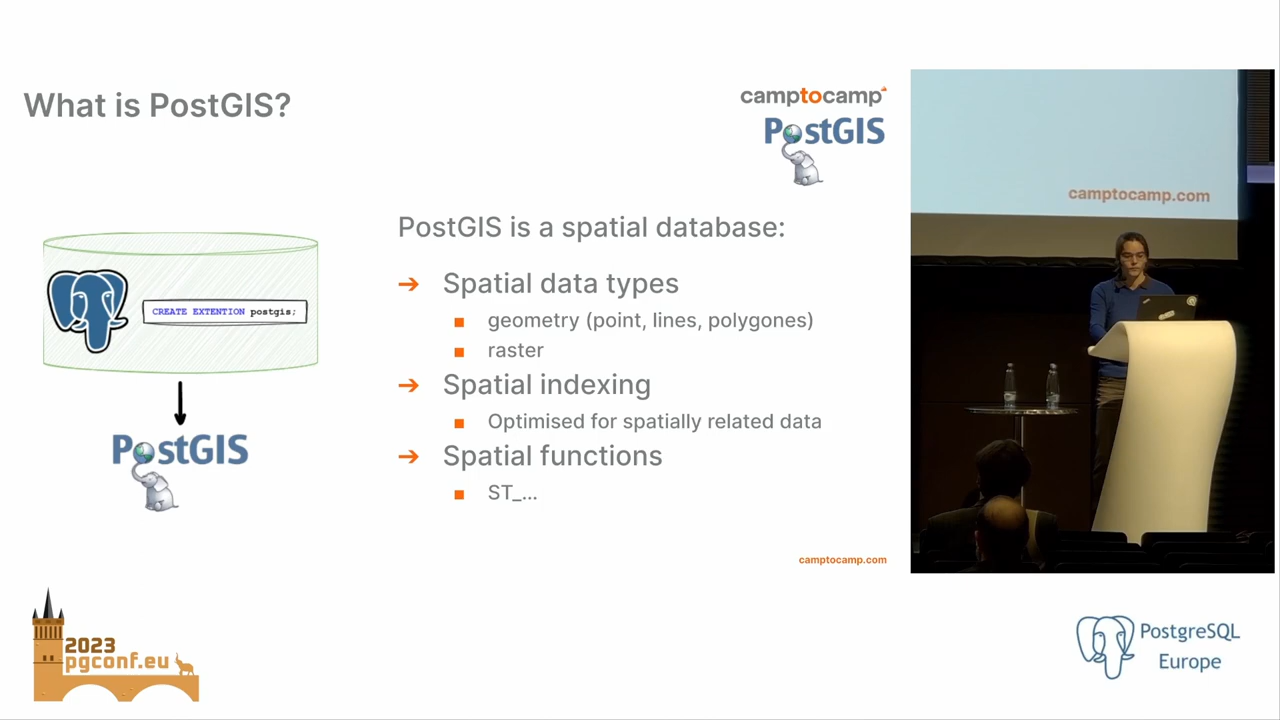 What is PostGIS?
camptocamp
PostGIS
CREATE EXTENTION postgis;
PostGIS
PostGIS is a spatial database:
➔ Spatial data types
■ geometry (point, lines, polygones)
■ raster
➔ Spatial indexing
■ Optimised for spatially related data
➔ Spatial functions
■ ST_...
camptocamp.com
camptocamp.com
2023
pgconf.eu
PostgreSQL
Europe